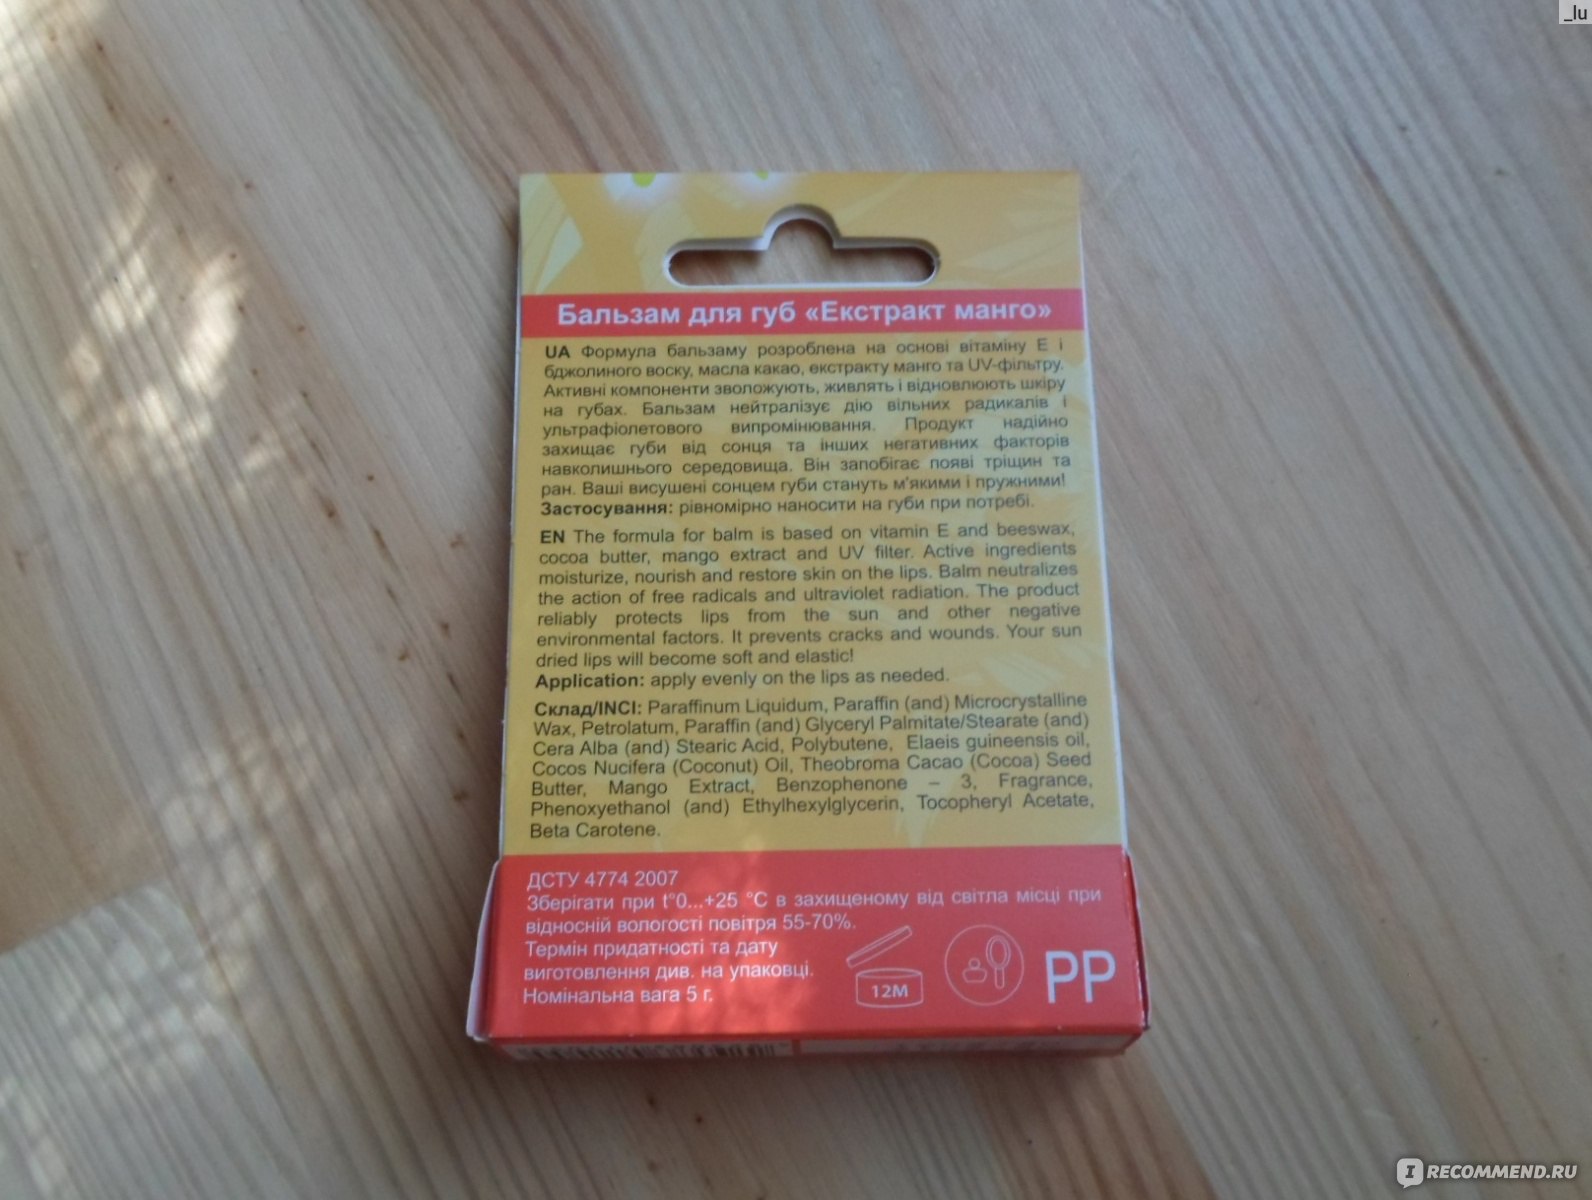 _lu
Бальзам для губ «Екстракт манго»
UA Формула бальзаму розроблена на основі вітаміну Е і
бджолиного воску, масла какао, екстракту манго та UV-фільтру.
Активні компоненти зволожують, живлять і відновлюють шкіру
на губах. Бальзам нейтралізує дію вільних радикалів і
ультрафіолетового випромінювання. Продукт надійно
захищає губи від сонця та інших негативних факторів
навколишнього середовища. Він запобігає появі тріщин та
ран. Ваші висушені сонцем губи стануть м'якими і пружними!
Застосування: рівномірно наносити на губи при потребі.
EN The formula for balm is based on vitamin E and beeswax,
cocoa butter, mango extract and UV filter. Active ingredients
moisturize, nourish and restore skin on the lips. Balm neutralizes
the action of free radicals and ultraviolet radiation. The product
reliably protects lips from the sun and other negative
environmental factors. It prevents cracks and wounds. Your sun
dried lips will become soft and elastic!
Application: apply evenly on the lips as needed.
Склад/INCI: Paraffinum Liquidum, Paraffin (and) Microcrystalline
Wax, Petrolatum, Paraffin (and) Glyceryl Palmitate/Stearate (and)
Cera Alba (and) Stearic Acid, Polybutene, Elaeis guineensis oil,
Cocos Nucifera (Coconut) Oil, Theobroma Cacao (Cocoa) Seed
Butter, Mango Extract, Benzophenone – 3, Fragrance,
Phenoxyethanol (and) Ethylhexylglycerin, Tocopheryl Acetate,
Beta Carotene.
ДСТУ 4774 2007
Зберігати при t°0...+25 °C в захищеному від світла місці при
відносній вологості повітря 55-70%.
Термін придатності та дату
виготовлення див. на упаковці.
Номінальна вага 5 г.
12M
PP
IRECOMMEND.RU